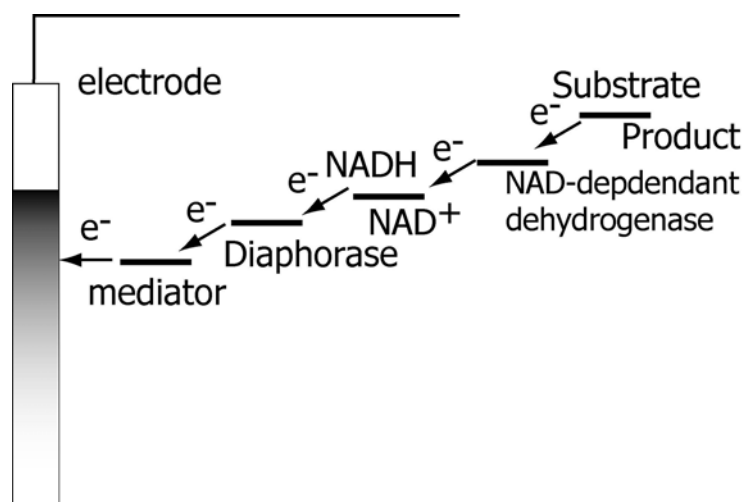 electrode
Substrate
e-
Product
e-
NADH
NAD-depdendant
dehydrogenase
e-
NAD+
e-
Diaphorase
e-
mediator